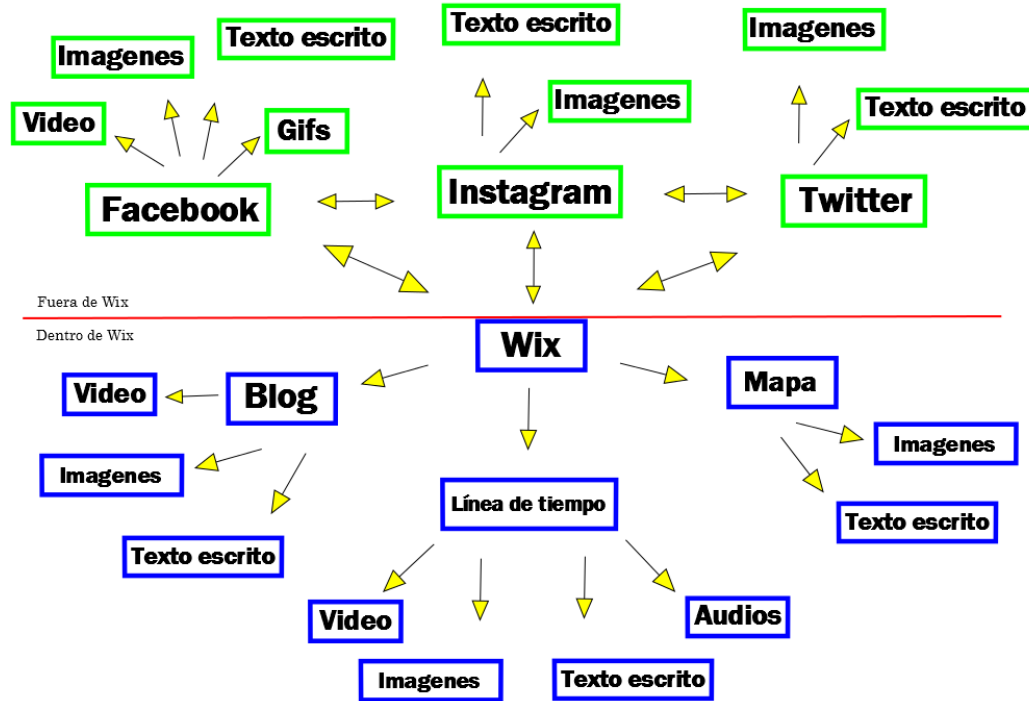 Imagenes
Texto escrito
Texto escrito
Imagenes
Video
Gifs
Imagenes
Texto escrito
Facebook
Instagram
Twitter
Fuera de Wix
Dentro de Wix
Wix
Video
Blog
Mapa
Imagenes
Imagenes
Línea de tiempo
Texto escrito
Texto escrito
Video
Audios
Imagenes
Texto escrito